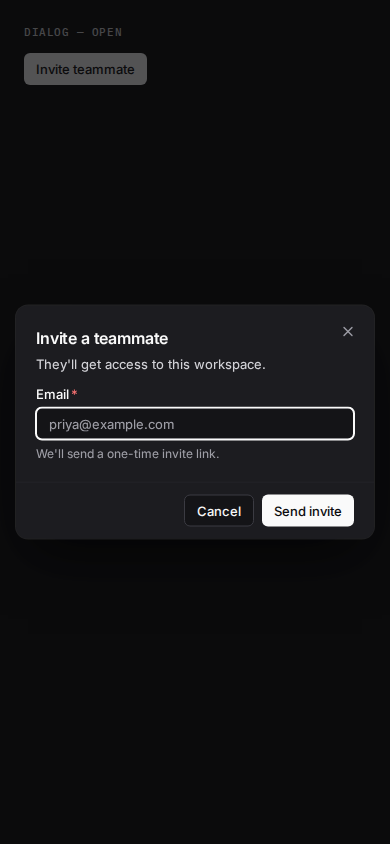 DIALOG — OPEN
Invite teammate
Invite a teammate
They'll get access to this workspace.
Email*
priya@example.com
We'll send a one-time invite link.
Cancel
Send invite